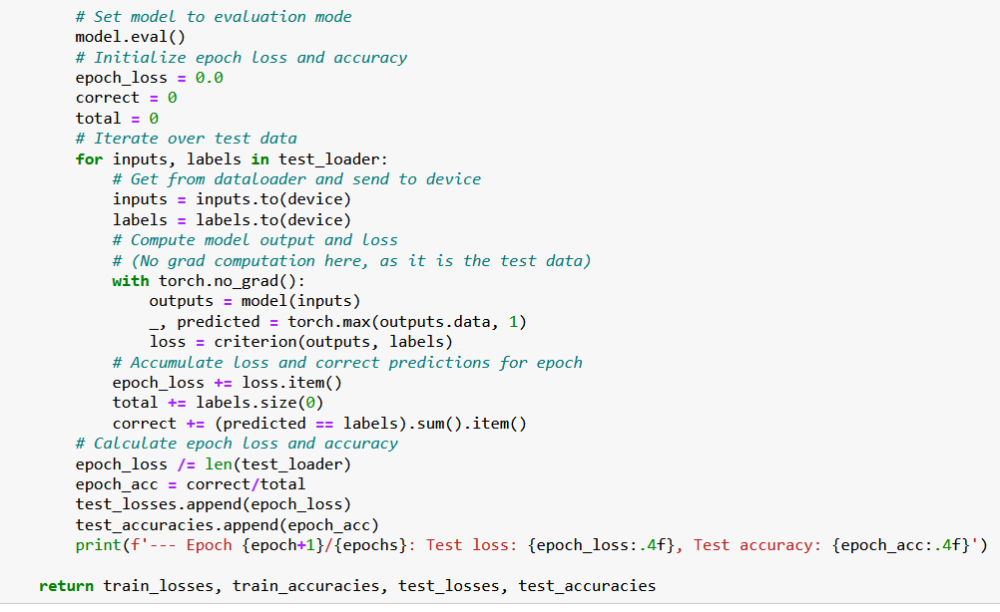 # Set model to evaluation mode
model.eval()
# Initialize epoch loss and accuracy
epoch_loss = 0.0
correct = 0
total = 0
# Iterate over test data
for inputs, labels in test_loader:
# Get from dataloader and send to device
inputs = inputs.to(device)
labels = labels.to(device)
# Compute model output and loss
# (No grad computation here, as it is the test data)
with torch.no_grad():
outputs = model(inputs)
_, predicted = torch.max(outputs.data, 1)
loss = criterion(outputs, labels)
# Accumulate loss and correct predictions for epoch
epoch_loss += loss.item()
total += labels.size(0)
correct += (predicted == labels).sum().item()
# Calculate epoch loss and accuracy
epoch_loss /= len(test_loader)
epoch_acc = correct/total
test_losses.append(epoch_loss)
test_accuracies.append(epoch_acc)
print(f'--- Epoch {epoch+1}/{epochs}: Test loss: {epoch_loss:.4f}, Test accuracy: {epoch_acc:.4f}')
return train_losses, train_accuracies, test_losses, test_accuracies